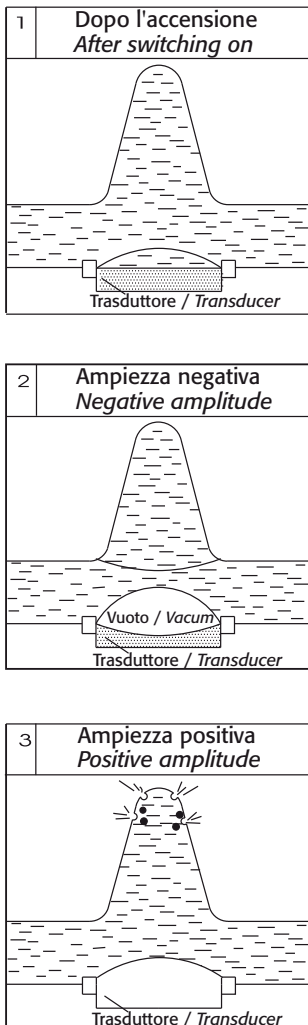 1
Dopo l'accensione
After switching on
Trasduttore / Transducer
2
Ampiezza negativa
Negative amplitude
Vuoto / Vacum
Trasduttore / Transducer
3
Ampiezza positiva
Positive amplitude
Trasduttore / Transducer